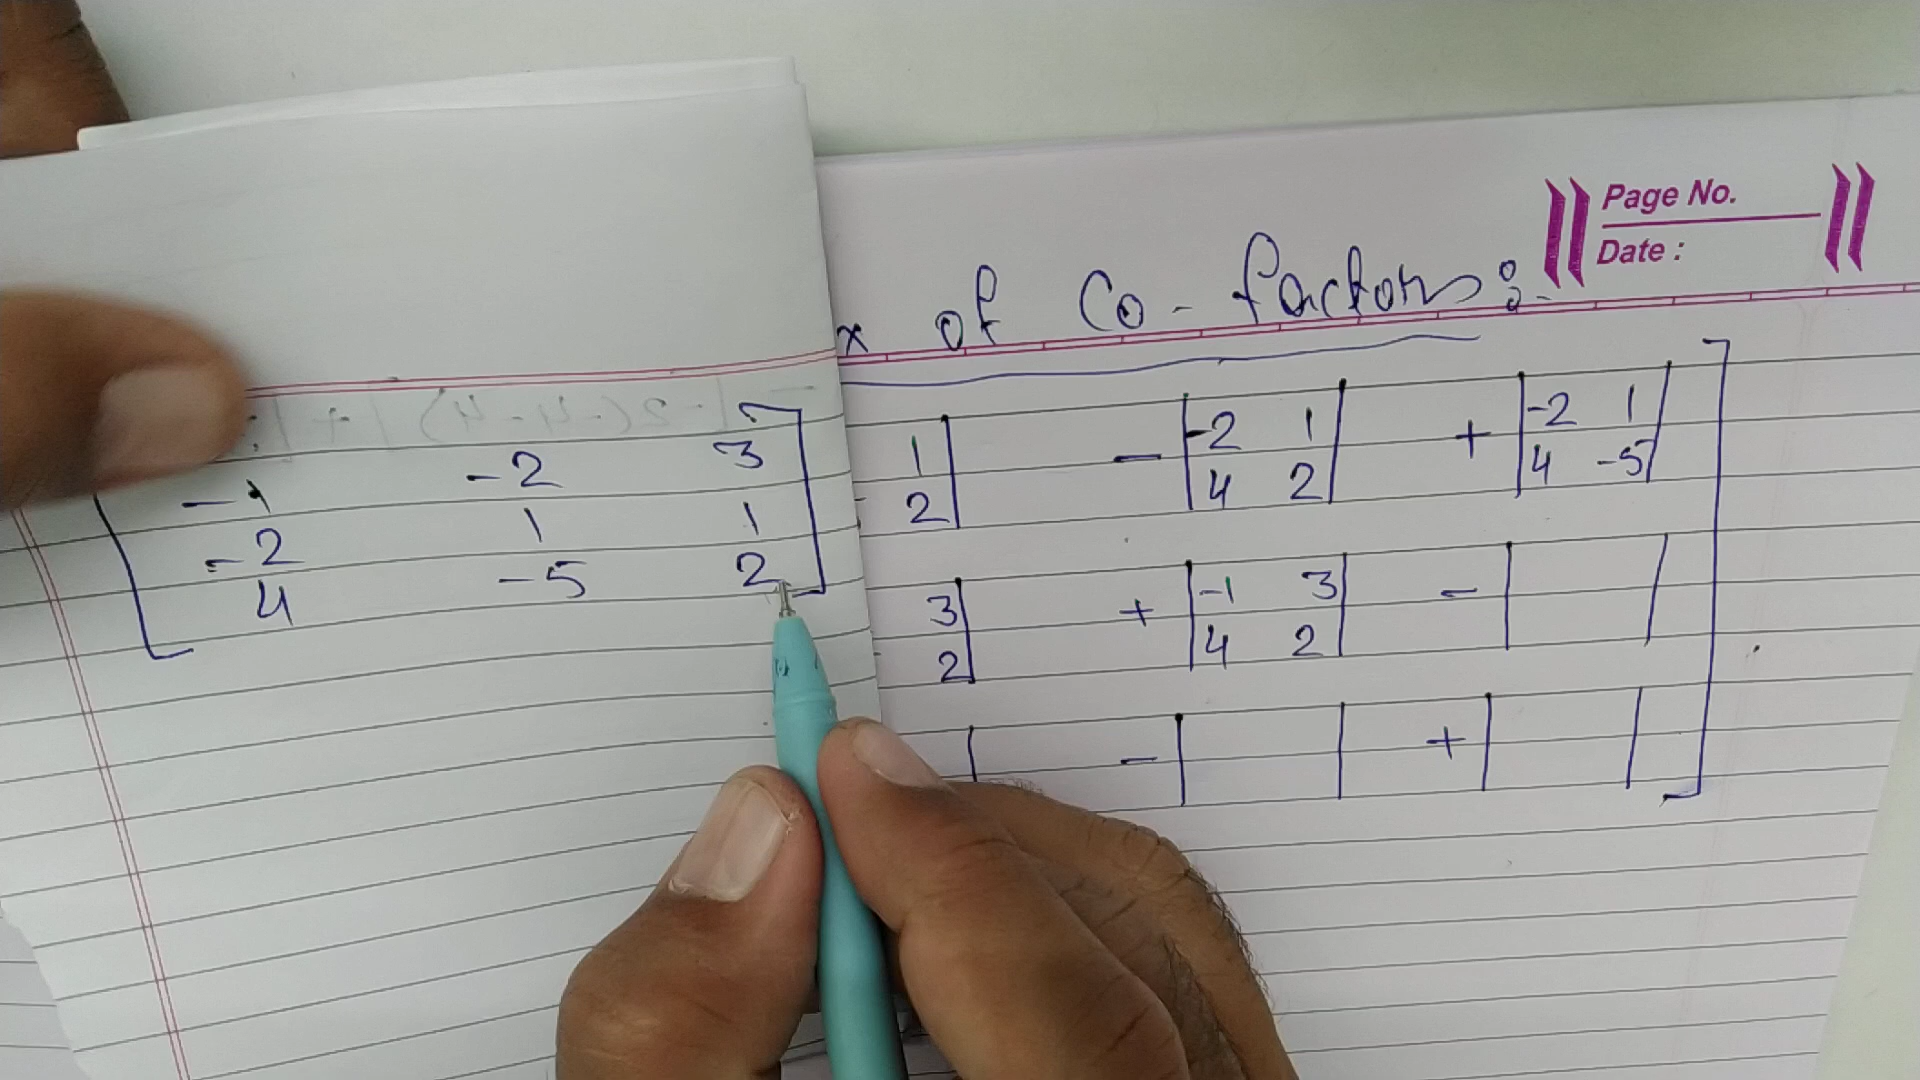 Page No.
Date :
x of Co-factors :
-1 -2 3
-2 1 1
4 -5 2
1 - | -2 1 | + | -2 1 |
2 | 4 2 | | 4 -5 |
3 | + | -1 3 | - | |
2 | | 4 2 |
| - | | + | |